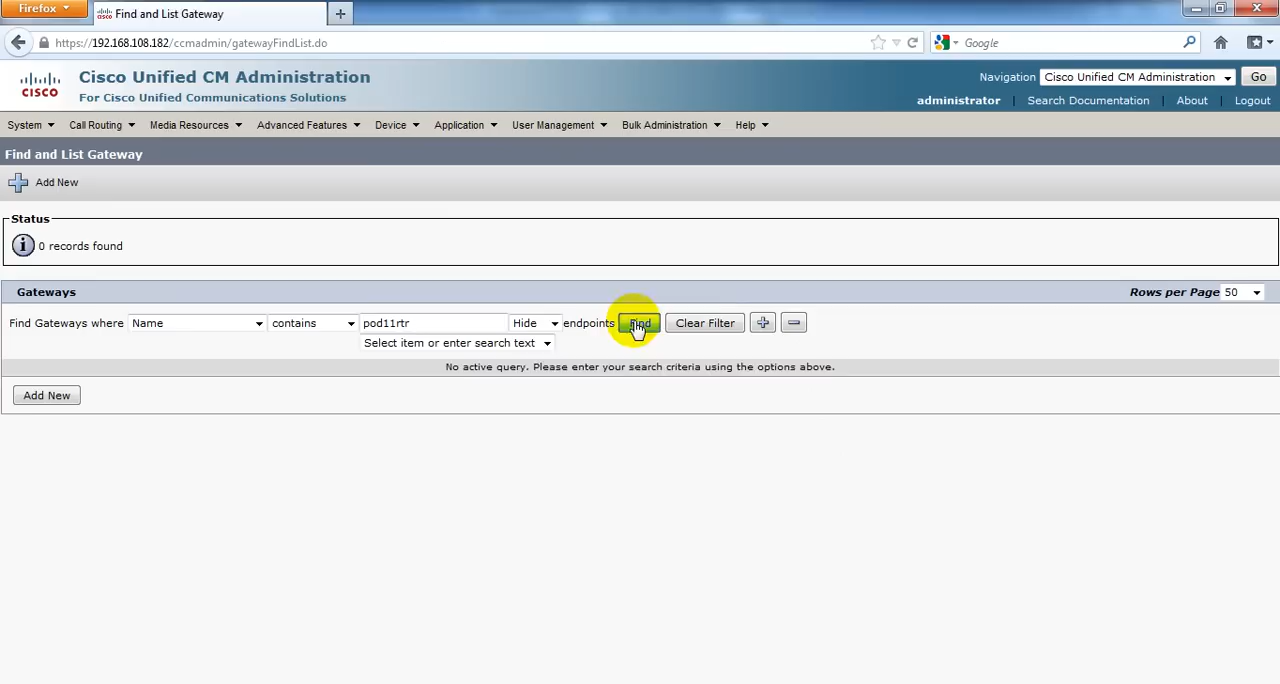 Firefox
Find and List Gateway
https://192.168.108.182/ccmadmin/gatewayFindList.do
Google
CISCO
Cisco Unified CM Administration
For Cisco Unified Communications Solutions
Navigation Cisco Unified CM Administration Go
administrator | Search Documentation | About | Logout
System Call Routing Media Resources Advanced Features Device Application User Management Bulk Administration Help
Find and List Gateway
Add New
Status
0 records found
Gateways
Rows per Page 50
Find Gateways where Name contains pod11rtr Hide endpoints Find Clear Filter
Select item or enter search text
No active query. Please enter your search criteria using the options above.
Add New